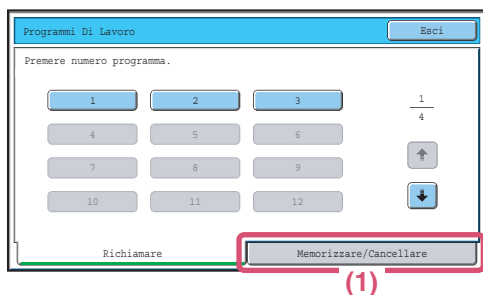 Programmi Di Lavoro Esci
Premere numero programma.
1 2 3 1
4 5 6 4
7 8 9
10 11 12
Richiamare Memorizzare/Cancellare
(1)